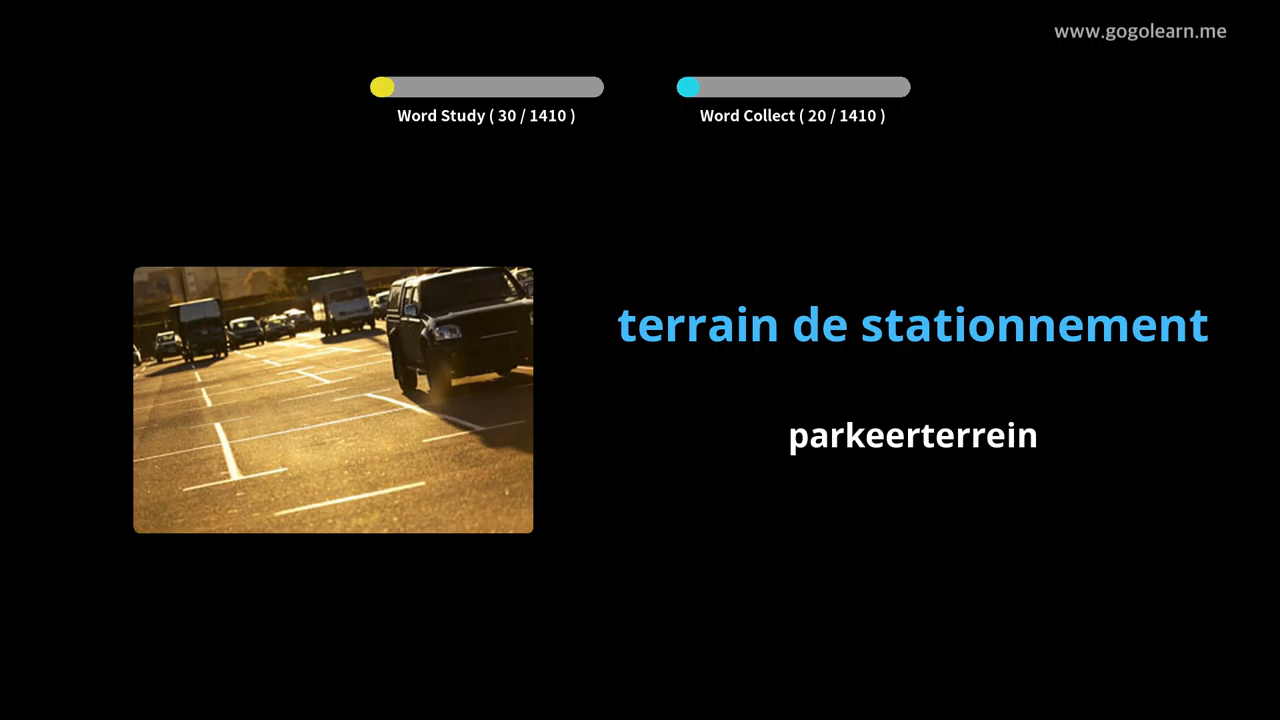 www.gogolearn.me
Word Study ( 30 / 1410 )
Word Collect ( 20 / 1410 )
terrain de stationnement
parkeerterrein